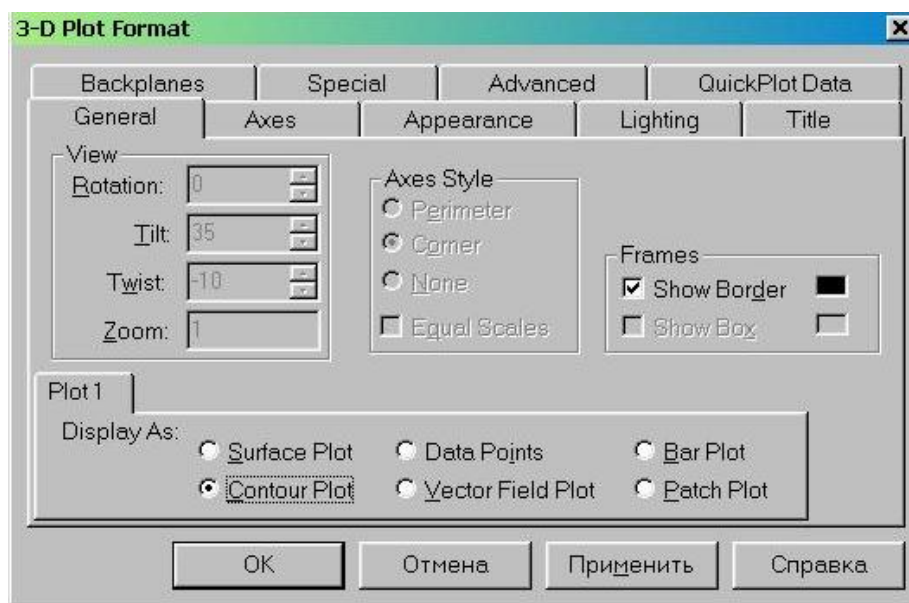 3-D Plot Format
Backplanes Special Advanced QuickPlot Data
General Axes Appearance Lighting Title
View
Rotation: 0
Tilt: 35
Twist: -10
Zoom: 1
Axes Style
Perimeter
Corner
None
Equal Scales
Frames
Show Border
Show Box
Plot 1
Display As:
Surface Plot Data Points Bar Plot
Contour Plot Vector Field Plot Patch Plot
OK Отмена Применить Справка